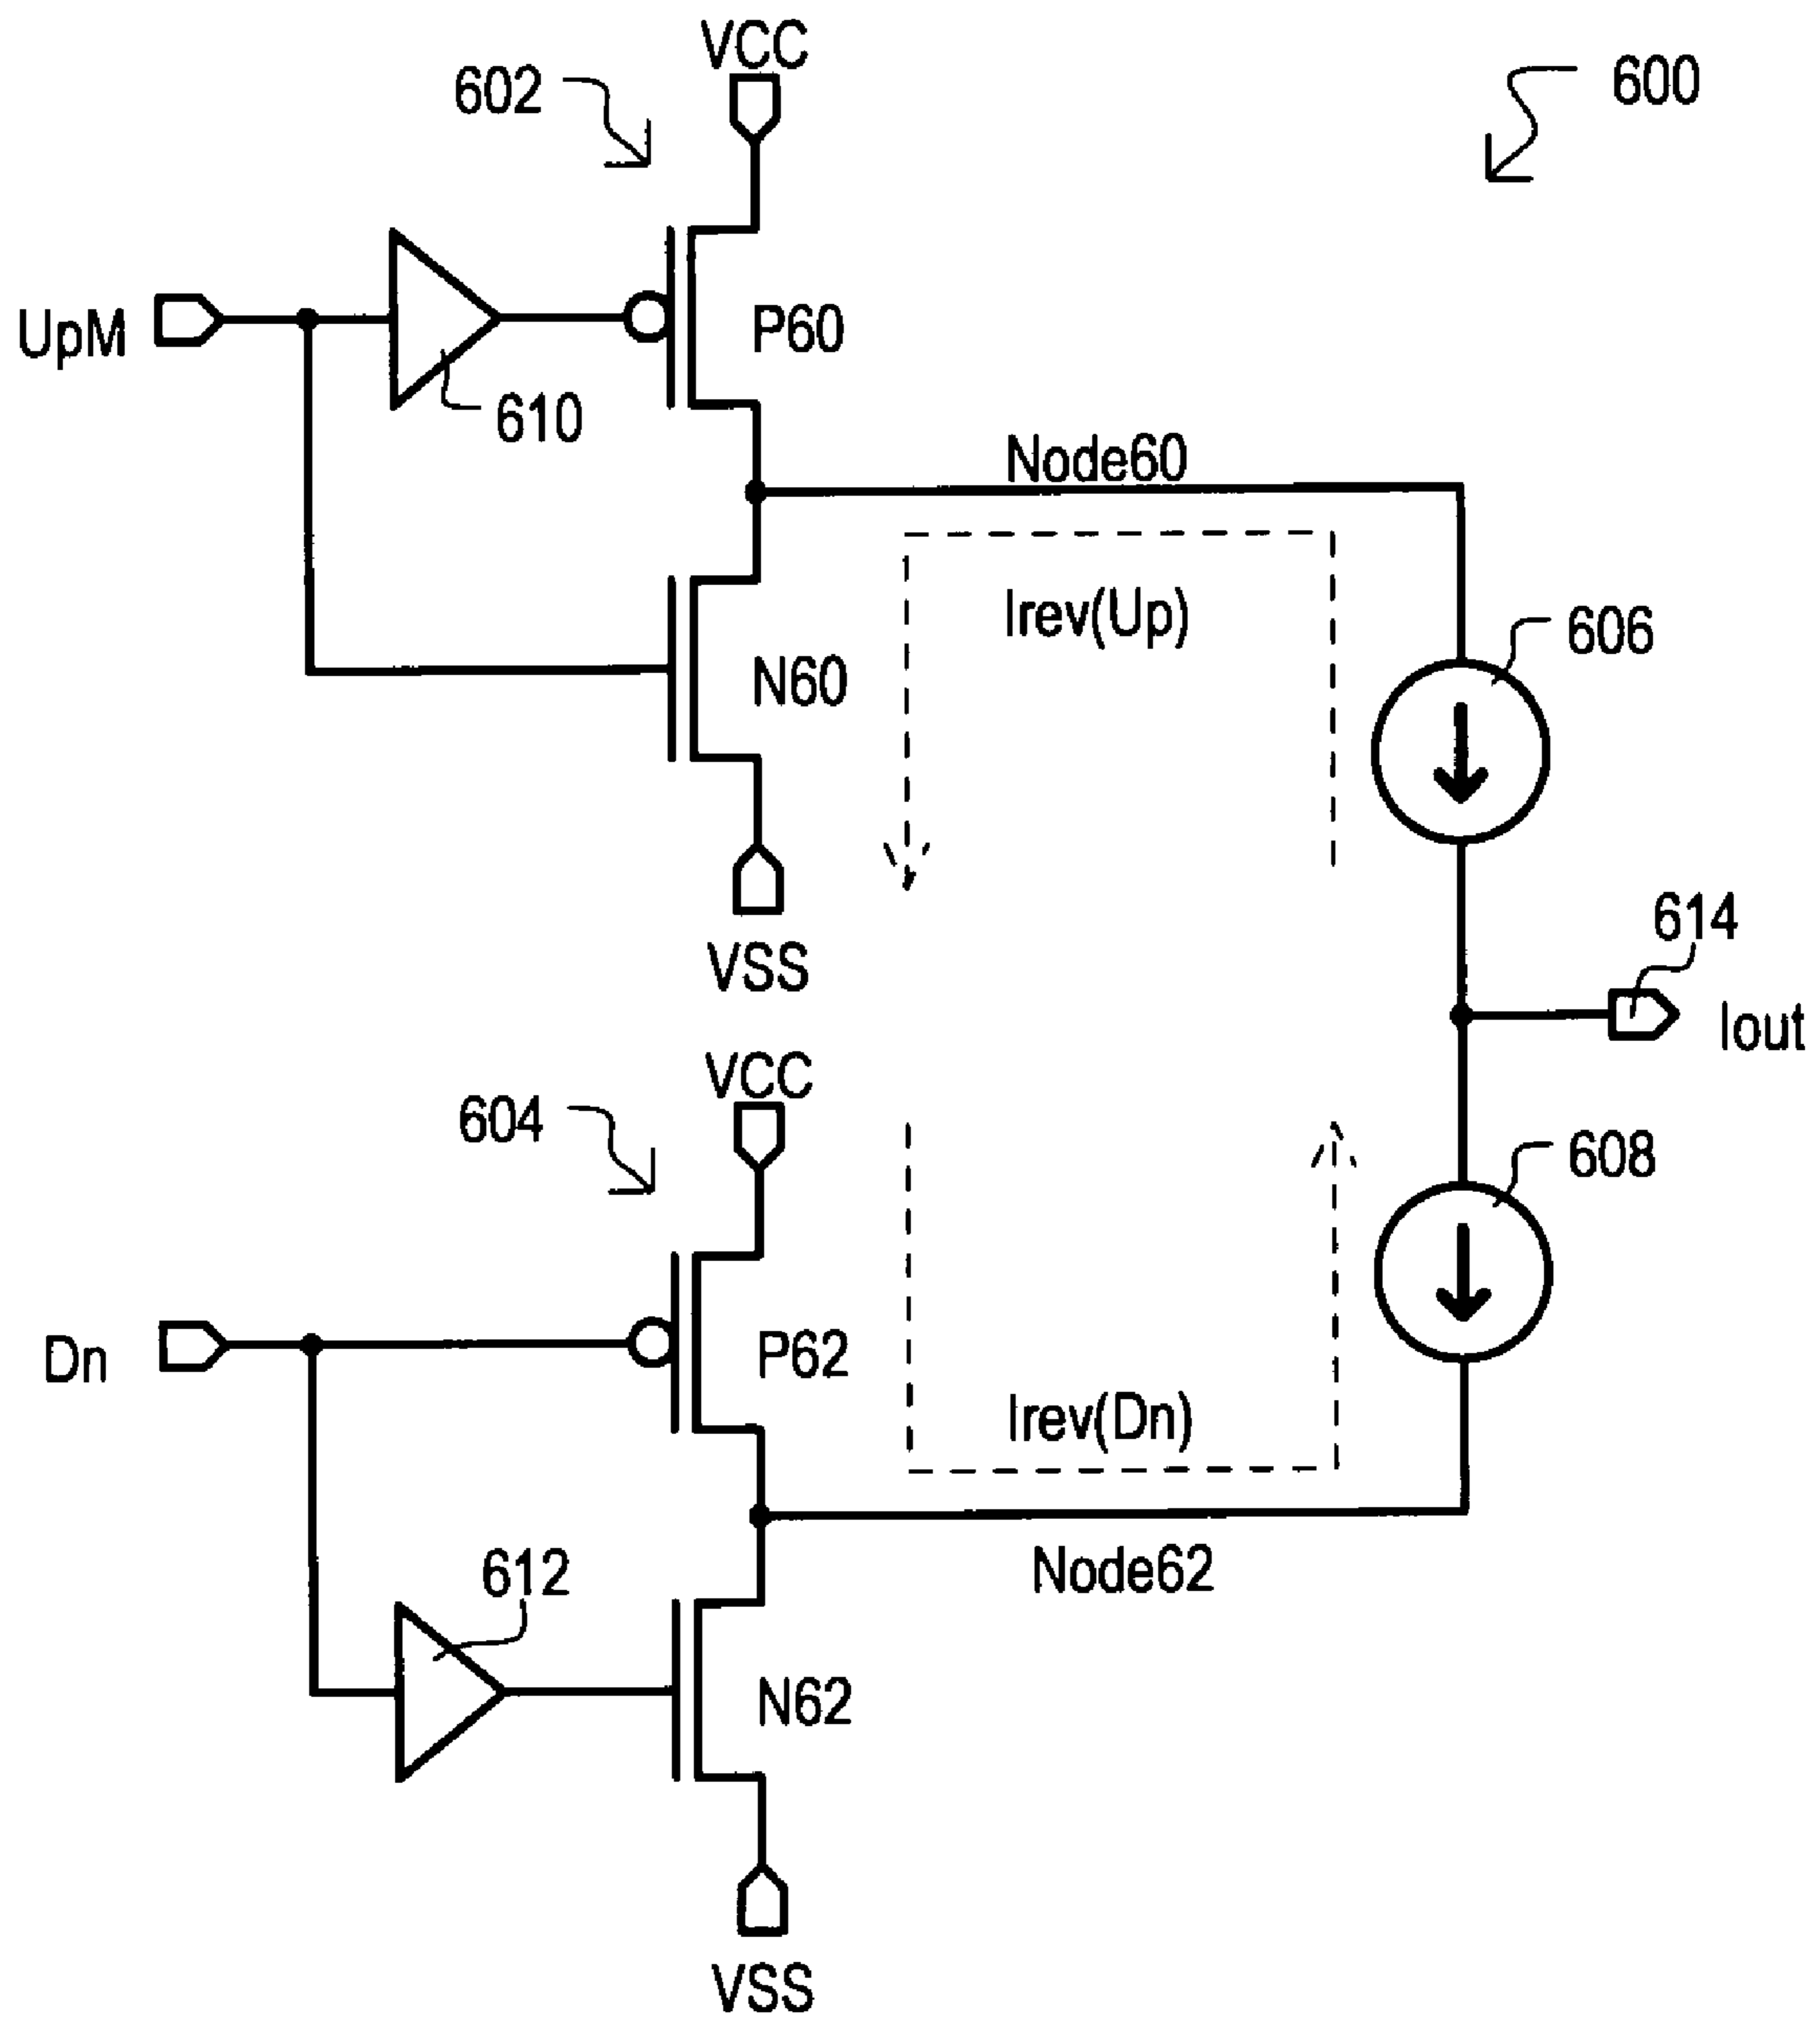 VCC
602
600
UpM
P60
610
Node60
Irev(Up)
606
N60
614
VSS
Iout
VCC
604
608
Dn
P62
Irev(Dn)
Node62
612
N62
VSS